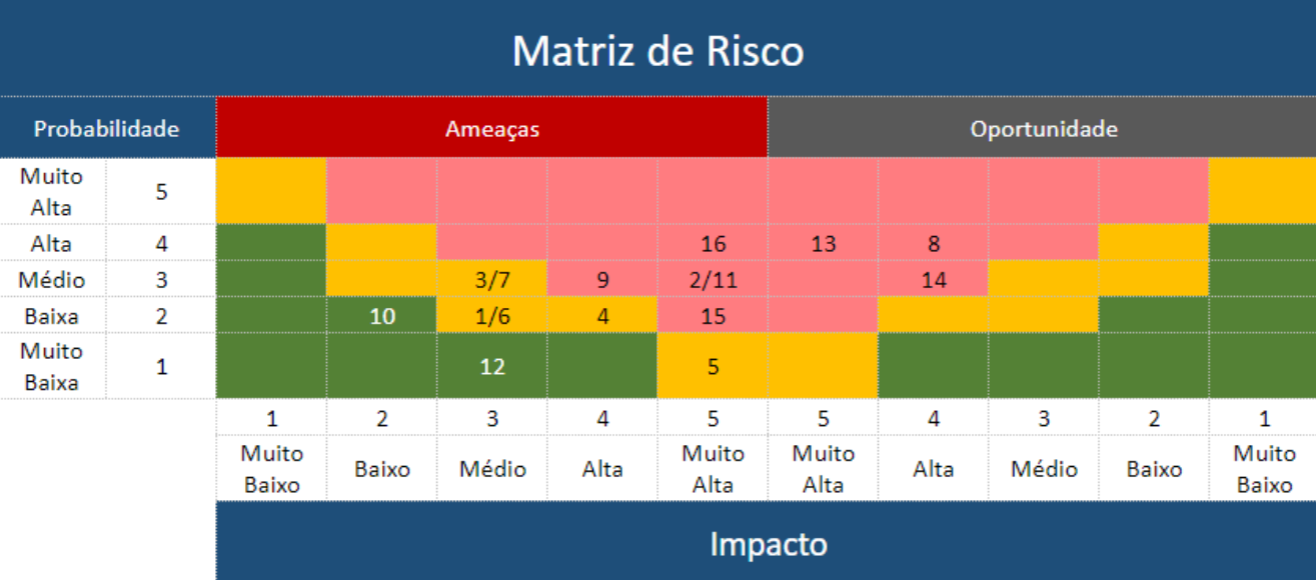 Matriz de Risco
Probabilidade Ameaças Oportunidade
Muito
Alta 5
Alta 4 16 13 8
Médio 3 3/7 9 2/11 14
Baixa 2 10 1/6 4 15
Muito
Baixa 1 12 5
1 2 3 4 5 5 4 3 2 1
Muito
Baixo Baixo Médio Alta Muito
Alta Muito
Alta Alta Médio Baixo Muito
Baixo
Impacto